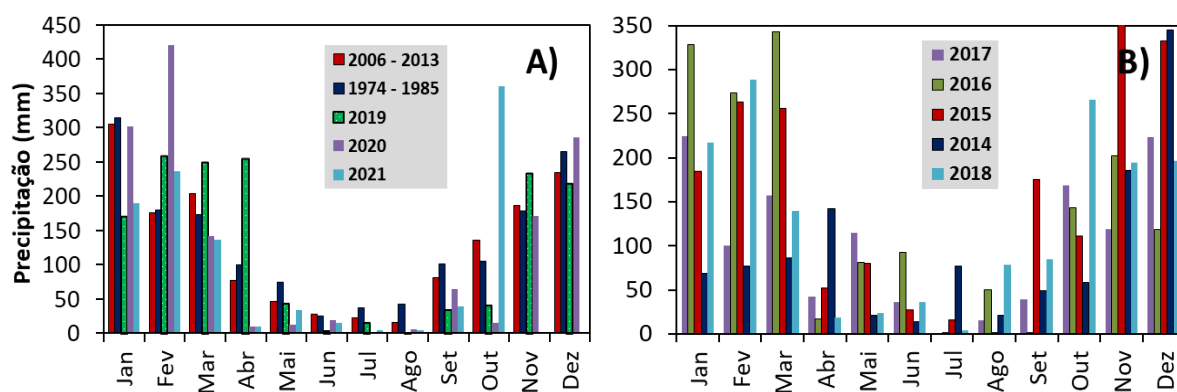 Precipitação (mm)
450
400
350
300
250
200
150
100
50
0
2006 - 2013
1974 - 1985
2019
2020
2021
A)
Jan
Fev
Mar
Abr
Mai
Jun
Jul
Ago
Set
Out
Nov
Dez
350
300
250
200
150
100
50
0
2017
2016
2015
2014
2018
B)
Jan
Fev
Mar
Abr
Mai
Jun
Jul
Ago
Set
Out
Nov
Dez